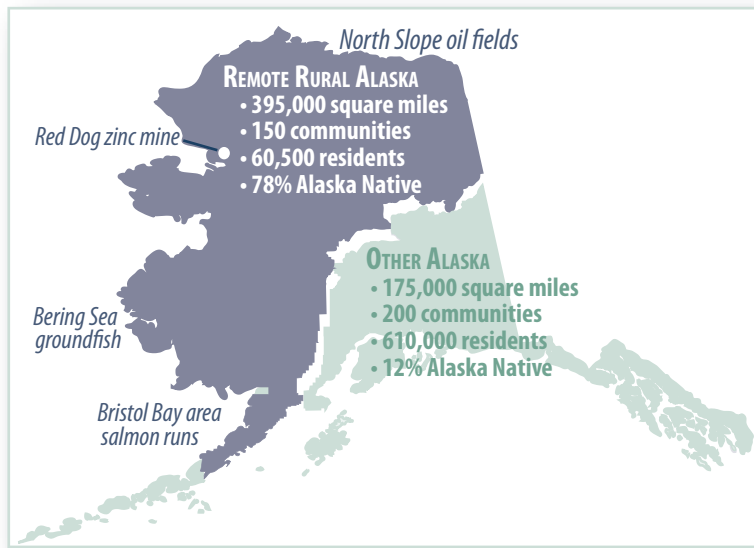 North Slope oil fields
REMOTE RURAL ALASKA
• 395,000 square miles
• 150 communities
• 60,500 residents
• 78% Alaska Native
Red Dog zinc mine
OTHER ALASKA
• 175,000 square miles
• 200 communities
• 610,000 residents
• 12% Alaska Native
Bering Sea
groundfish
Bristol Bay area
salmon runs